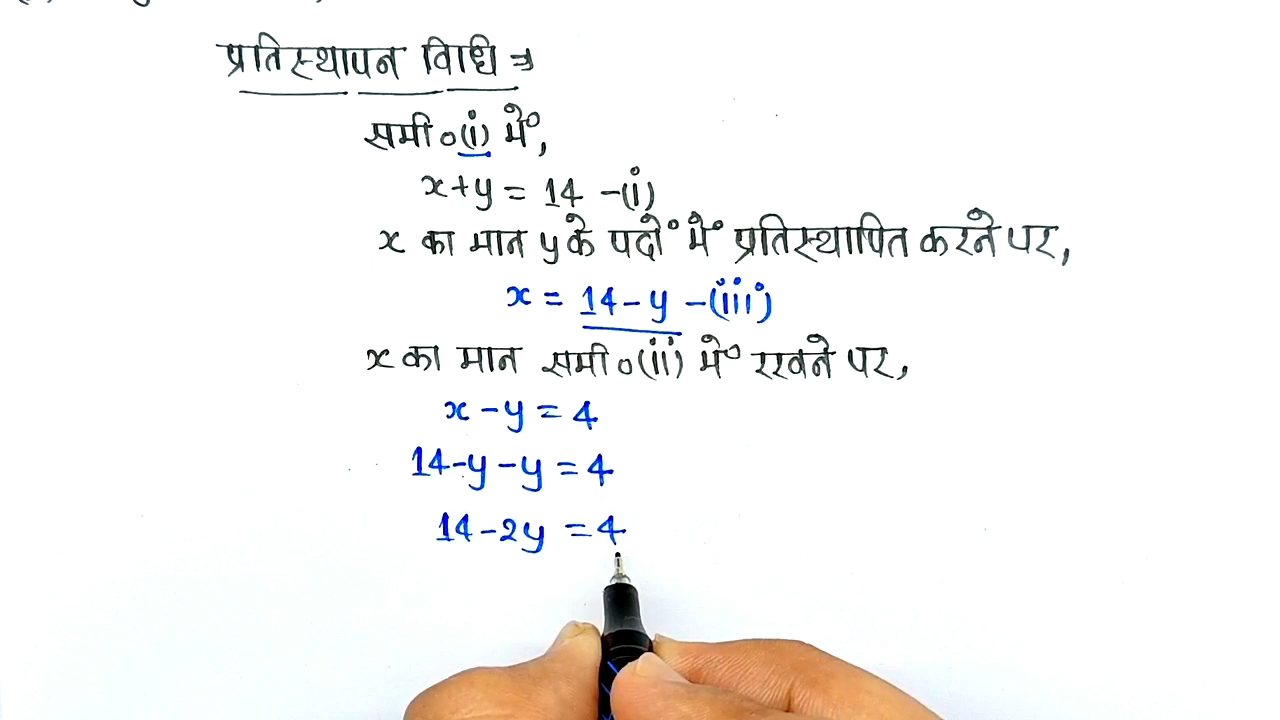 प्रतिस्थापन विधि ⇒
समी०(i) में,
x+y = 14 -(i)
x का मान y के पदों में प्रतिस्थापित करने पर,
x = 14-y -(iii)
x का मान समी०(ii) में रखने पर,
x-y = 4
14-y-y = 4
14-2y = 4